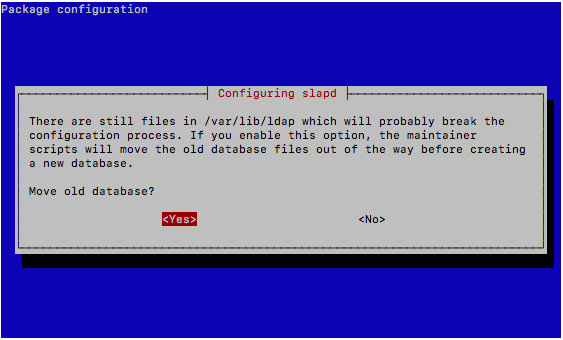 Package configuration
Configuring slapd
There are still files in /var/lib/ldap which will probably break the
configuration process. If you enable this option, the maintainer
scripts will move the old database files out of the way before creating
a new database.
Move old database?
<Yes> <No>